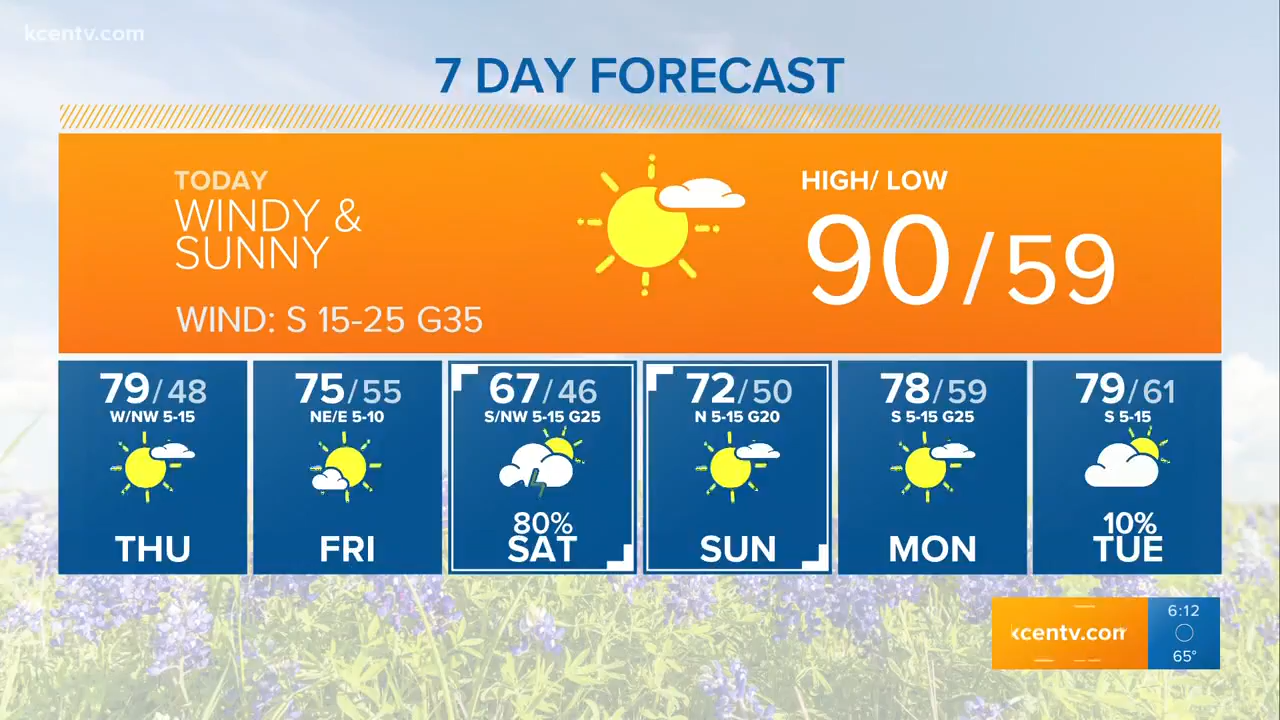 kcentv.com
7 DAY FORECAST
TODAY
WINDY &
SUNNY
WIND: S 15-25 G35
HIGH/ LOW
90/59
79/48
W/NW 5-15
THU
75/55
NE/E 5-10
FRI
67/46
S/NW 5-15 G25
80%
SAT
72/50
N 5-15 G20
SUN
78/59
S 5-15 G25
MON
79/61
S 5-15
10%
TUE
kcentv.com
6:12
65°